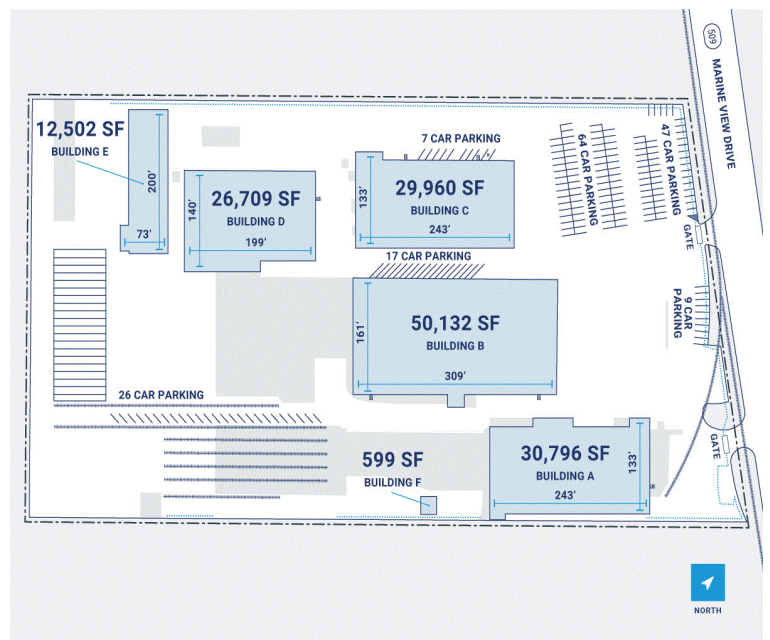 509
MARINE VIEW DRIVE
12,502 SF
BUILDING E
200'
73'
26,709 SF
BUILDING D
140'
199'
7 CAR PARKING
29,960 SF
BUILDING C
133'
243'
64 CAR PARKING
47 CAR PARKING
GATE
17 CAR PARKING
50,132 SF
BUILDING B
161'
309'
9 CAR
PARKING
26 CAR PARKING
599 SF
BUILDING F
30,796 SF
BUILDING A
133'
243'
GATE
NORTH